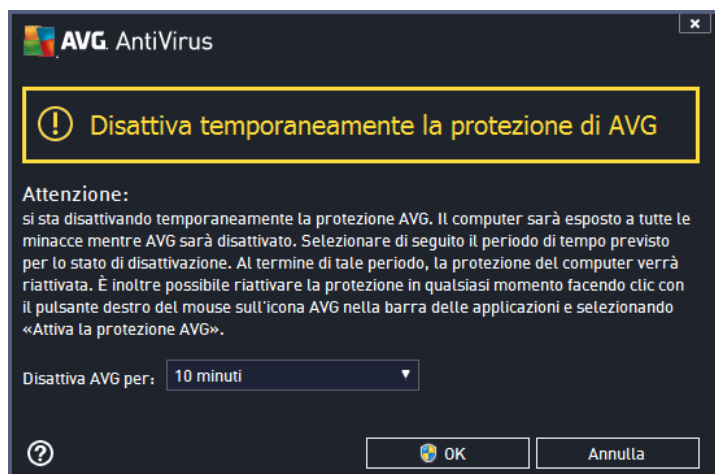 AVG. AntiVirus
x
Disattiva temporaneamente la protezione di AVG
Attenzione:
si sta disattivando temporaneamente la protezione AVG. Il computer sarà esposto a tutte le
minacce mentre AVG sarà disattivato. Selezionare di seguito il periodo di tempo previsto
per lo stato di disattivazione. Al termine di tale periodo, la protezione del computer verrà
riattivata. È inoltre possibile riattivare la protezione in qualsiasi momento facendo clic con
il pulsante destro del mouse sull'icona AVG nella barra delle applicazioni e selezionando
«Attiva la protezione AVG».
Disattiva AVG per: 10 minuti
? OK Annulla